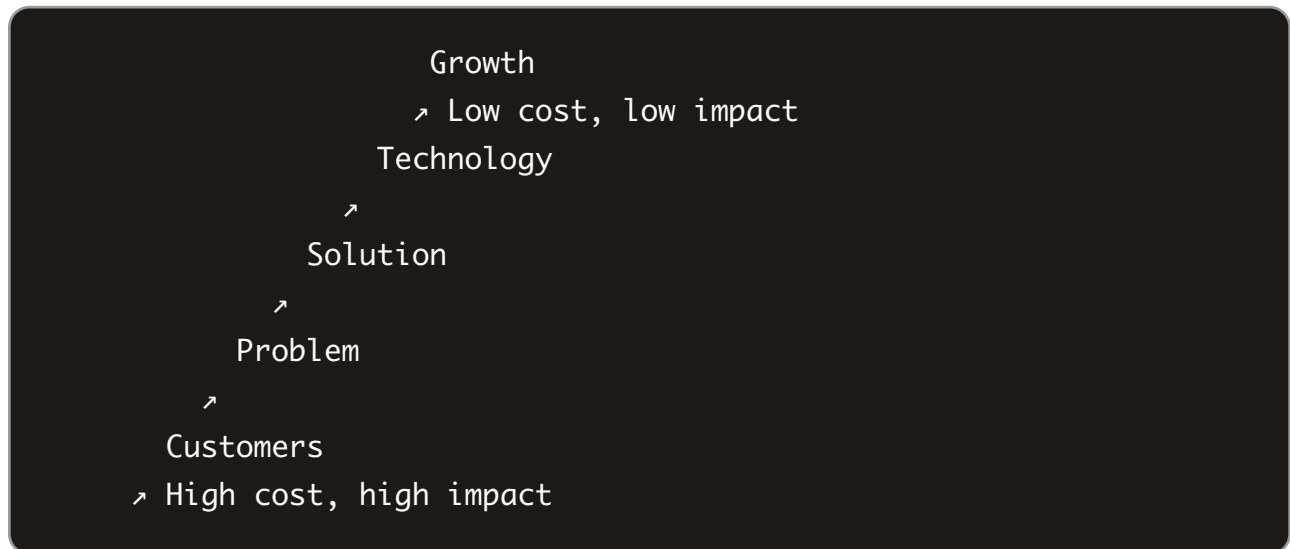 Growth
↗ Low cost, low impact
Technology
↗
Solution
↗
Problem
↗
Customers
↗ High cost, high impact